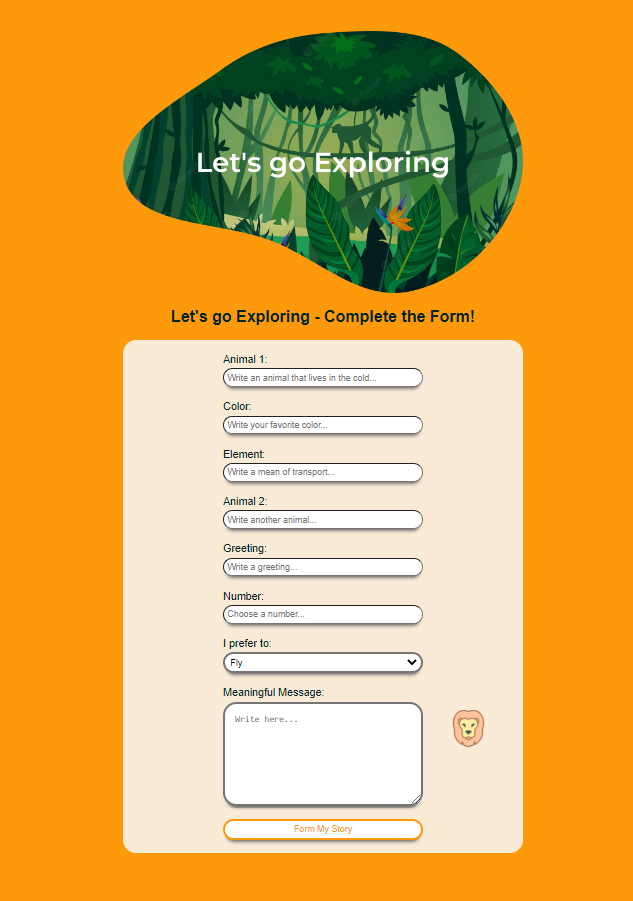 Let's go Exploring
Let's go Exploring - Complete the Form!
Animal 1:
Write an animal that lives in the cold...
Color:
Write your favorite color...
Element:
Write a mean of transport...
Animal 2:
Write another animal...
Greeting:
Write a greeting...
Number:
Choose a number...
I prefer to:
Fly
Meaningful Message:
Write here...
Form My Story